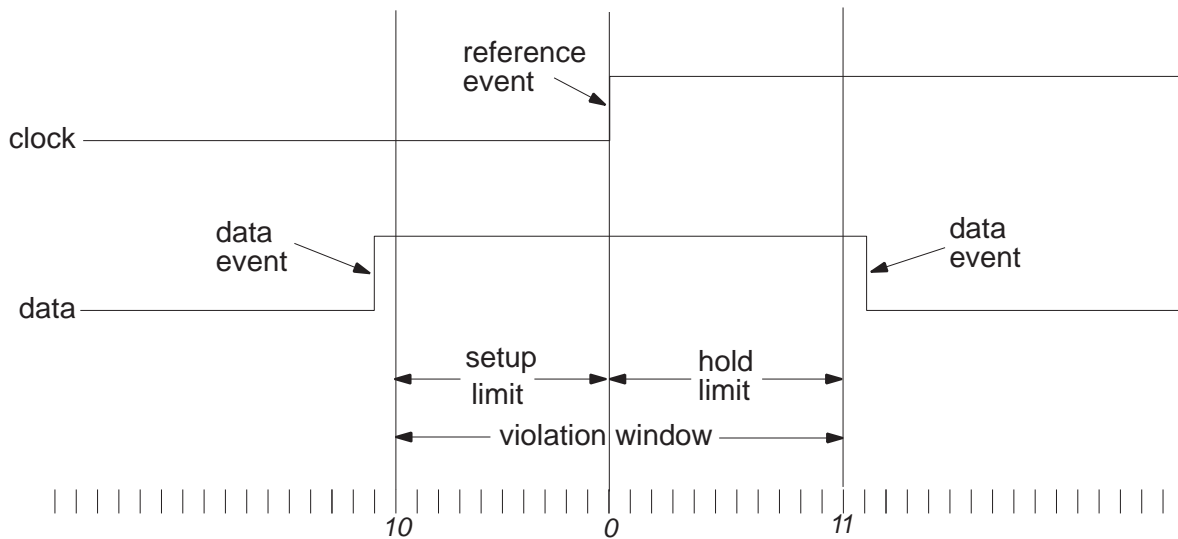 reference
event
clock
data
event
data
event
data
setup
limit
hold
limit
violation window
10
0
11